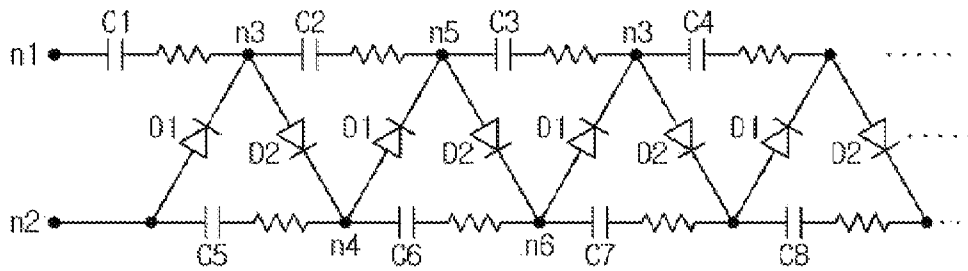 C1 n3 C2 n5 C3 n3 C4
n1
D1 D2 D1 D2 D1 D2 D1 D2
n2
C5 n4 C6 n6 C7 C8